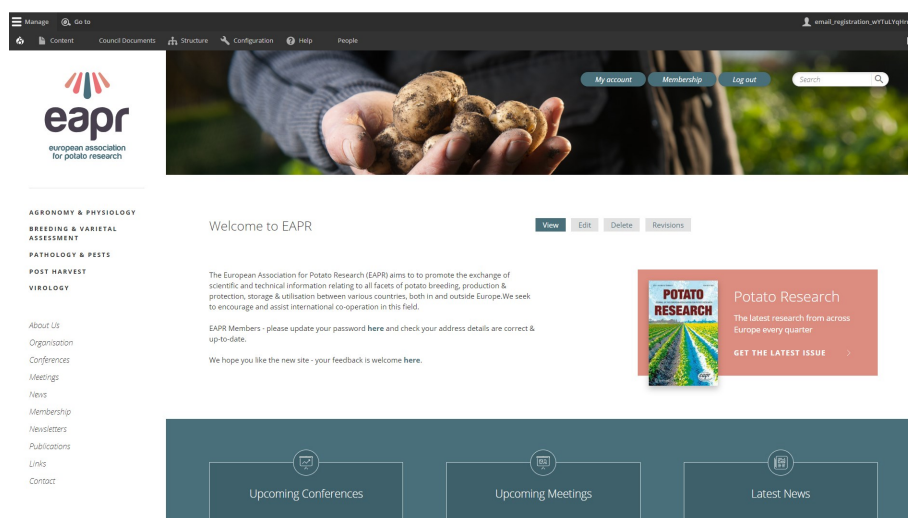 Manage Go to
Content Council Documents Structure Configuration Help People
eapr
european association
for potato research
My account Membership Log out Search
AGRONOMY & PHYSIOLOGY
BREEDING & VARIETAL
ASSESSMENT
PATHOLOGY & PESTS
POST HARVEST
VIROLOGY
About Us
Organisation
Conferences
Meetings
News
Membership
Newsletters
Publications
Links
Contact
Welcome to EAPR
View Edit Delete Revisions
The European Association for Potato Research (EAPR) aims to to promote the exchange of
scientific and technical information relating to all facets of potato breeding, production &
protection, storage & utilisation between various countries, both in and outside Europe.We seek
to encourage and assist international co-operation in this field.
EAPR Members - please update your password here and check your address details are correct &
up-to-date.
We hope you like the new site - your feedback is welcome here.
POTATO
RESEARCH
Potato Research
The latest research from across
Europe every quarter
GET THE LATEST ISSUE
Upcoming Conferences
Upcoming Meetings
Latest News